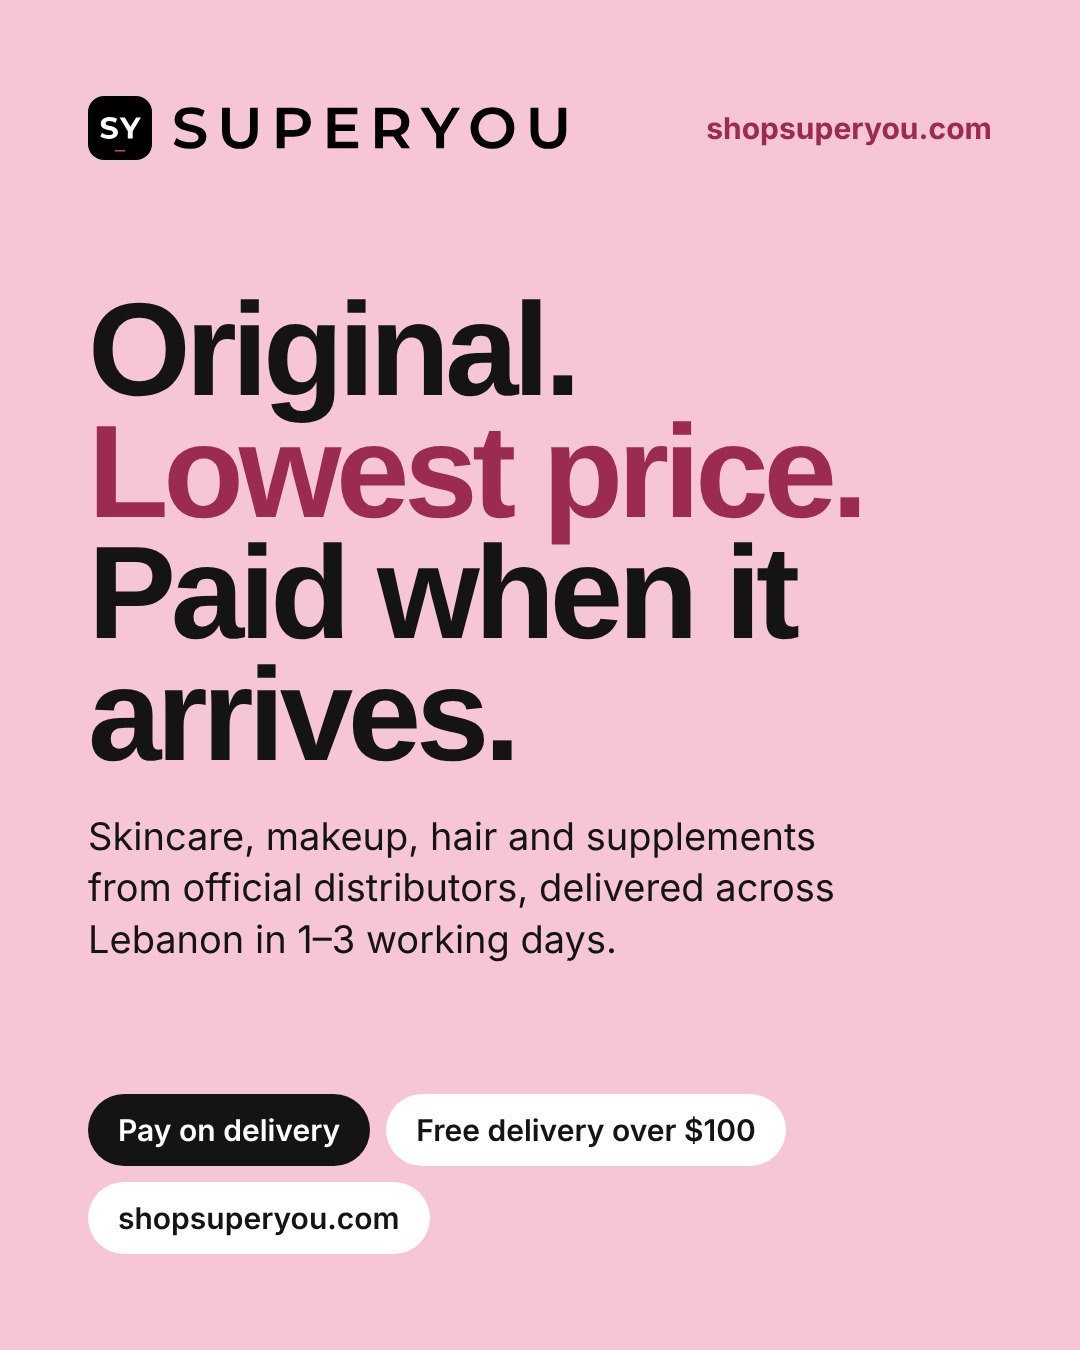 SY SUPERYOU
shopsuperyou.com
Original.
Lowest price.
Paid when it
arrives.
Skincare, makeup, hair and supplements
from official distributors, delivered across
Lebanon in 1–3 working days.
Pay on delivery
Free delivery over $100
shopsuperyou.com